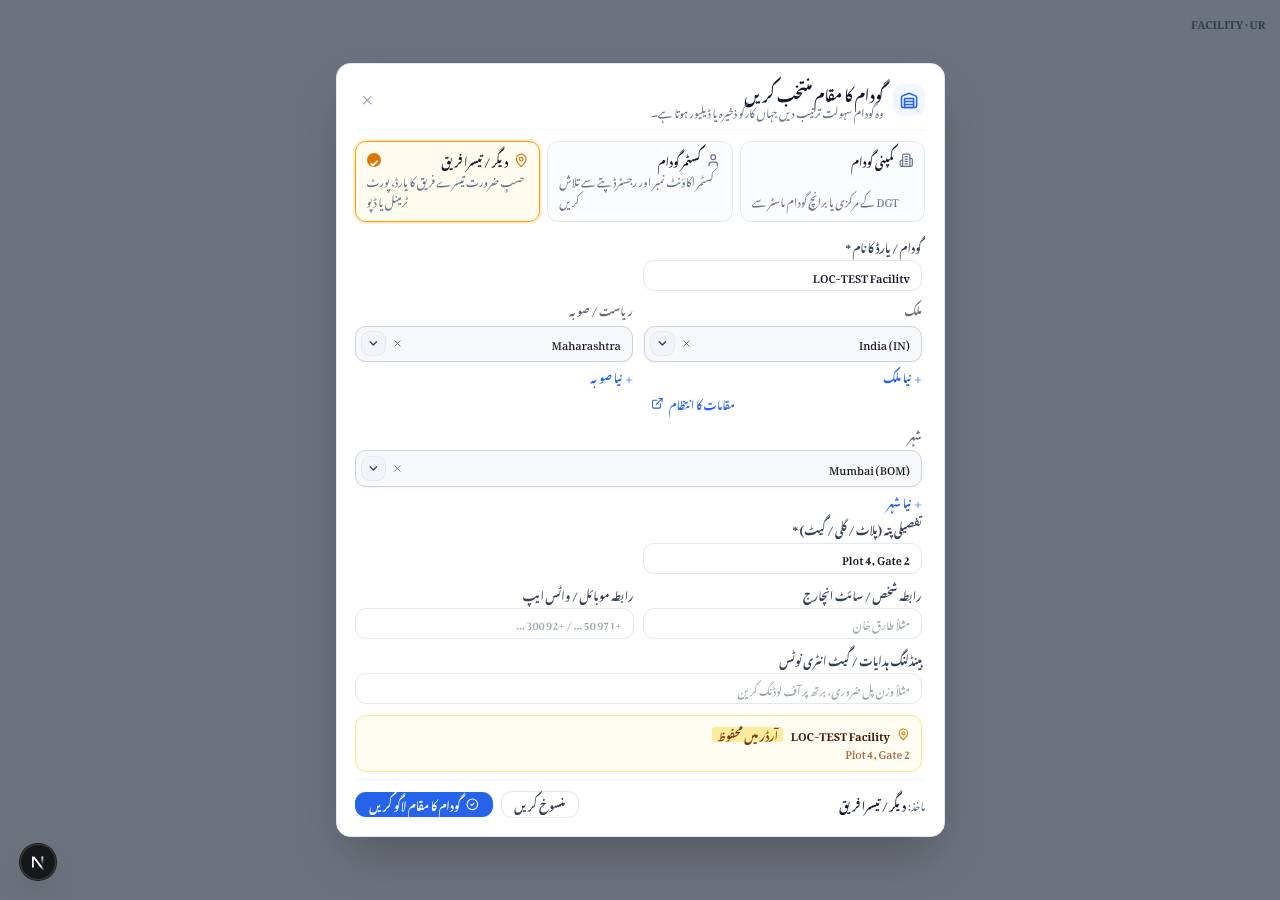 FACILITY · UR
گودام کا مقام منتخب کریں
وہ گودام سہولت ترتیب دیں جہاں کارگو ذخیرہ یا ڈیلیور ہوتا ہے۔
کمپنی گودام
DGT کے مرکزی یا برانچ گودام ماسٹر سے
کسٹمر گودام
کسٹمر اکاؤنٹ نمبر اور رجسٹرڈ پتے سے تلاش
کریں
دیگر / تیسرا فریق
حسبِ ضرورت تیسرے فریق کا یارڈ، پورٹ
ٹرمینل یا ڈپو
گودام / یارڈ کا نام *
LOC-TEST Facility
ملک
ریاست / صوبہ
India (IN)
Maharashtra
+ نیا ملک
+ نیا صوبہ
مقامات کا انتظام
شہر
Mumbai (BOM)
+ نیا شہر
تفصیلی پتہ (پلاٹ / گلی / گیٹ) *
Plot 4, Gate 2
رابطہ شخص / سائٹ انچارج
رابطہ موبائل / واٹس ایپ
مثلاً طارق خان
+971 50 ... / +92 300 ...
ہینڈلنگ ہدایات / گیٹ انٹری نوٹس
مثلاً وزن پل ضروری، برتھ پر آف لوڈنگ کریں
LOC-TEST Facility آرڈر میں محفوظ
Plot 4, Gate 2
ماخذ: دیگر / تیسرا فریق
منسوخ کریں
گودام کا مقام لاگو کریں
N